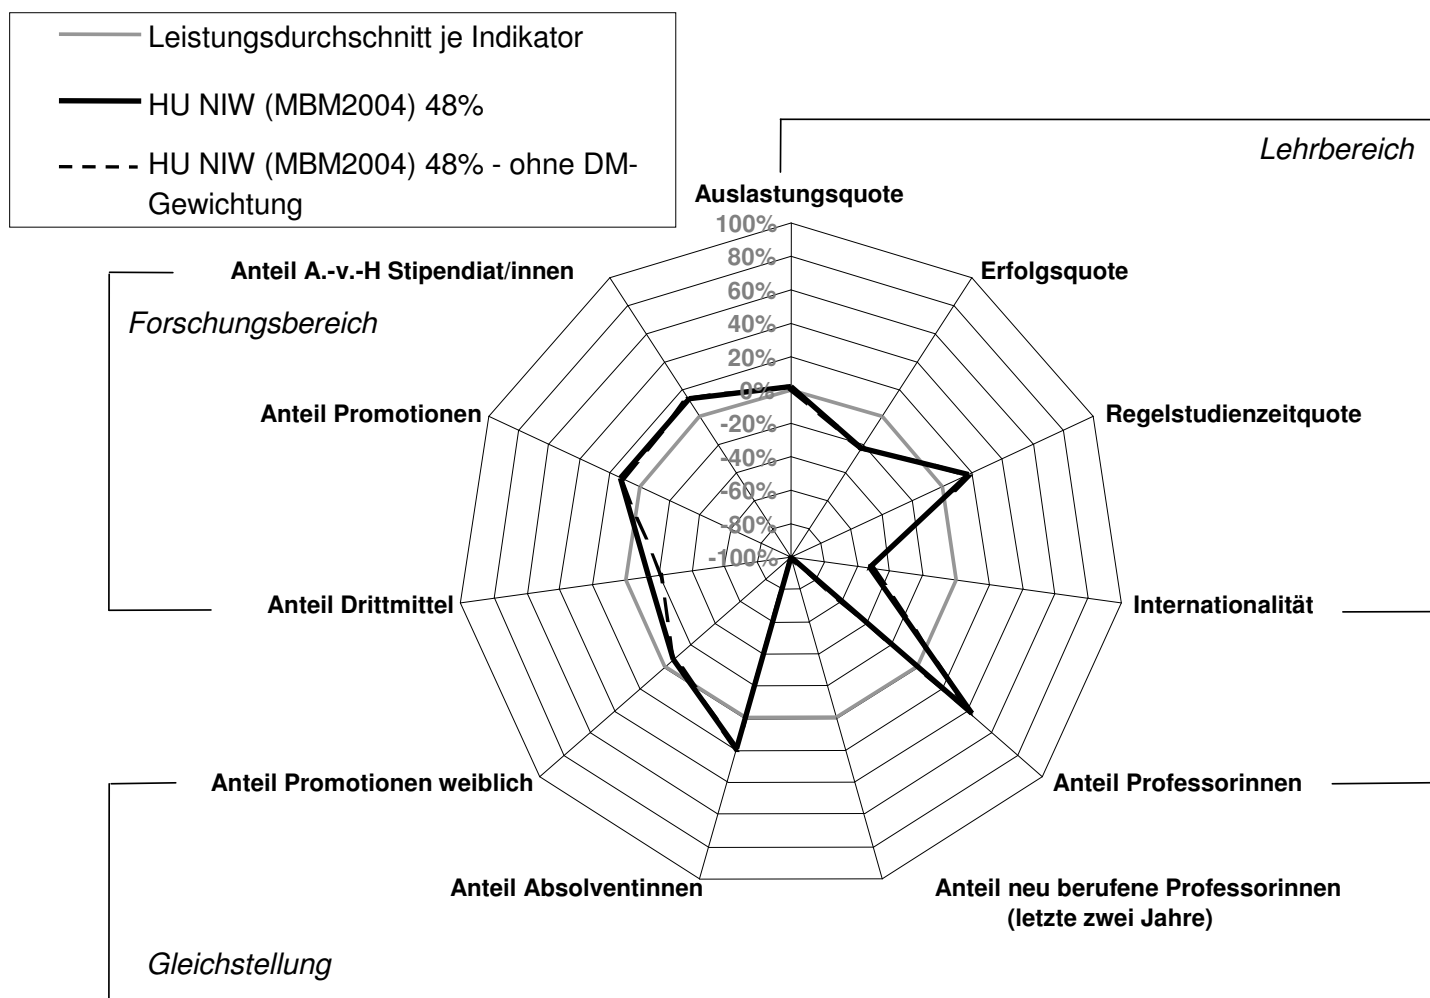 Leistungsdurchschnitt je Indikator
HU NIW (MBM2004) 48%
HU NIW (MBM2004) 48% - ohne DM-
Gewichtung
Lehrbereich
Auslastungsquote
100%
80%
60%
40%
20%
0%
-20%
-40%
-60%
-80%
-100%
Erfolgsquote
Regelstudienzeitquote
Internationalität
Anteil Professorinnen
Anteil neu berufene Professorinnen
(letzte zwei Jahre)
Anteil Absolventinnen
Anteil Promotionen weiblich
Anteil Drittmittel
Anteil Promotionen
Anteil A.-v.-H Stipendiat/innen
Forschungsbereich
Gleichstellung